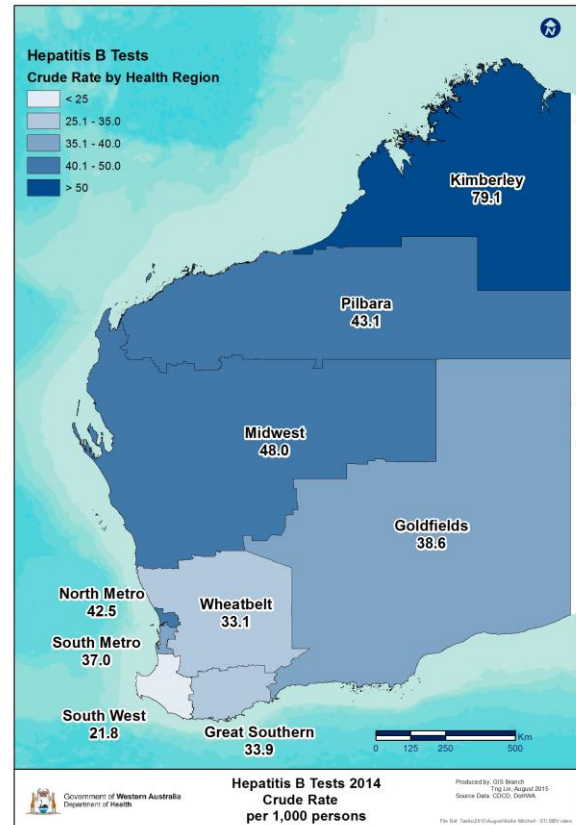 N
Hepatitis B Tests
Crude Rate by Health Region
< 25
25.1 - 35.0
35.1 - 40.0
40.1 - 50.0
> 50
Kimberley
79.1
Pilbara
43.1
Midwest
48.0
Goldfields
38.6
North Metro
42.5
Wheatbelt
33.1
South Metro
37.0
South West
21.8
Great Southern
33.9
Km
0 125 250 500
Government of Western Australia
Department of Health
Hepatitis B Tests 2014
Crude Rate
per 1,000 persons
Produced by: GIS Branch
Tng Lin, August 2015
Source Data: CDCD, DoHWA